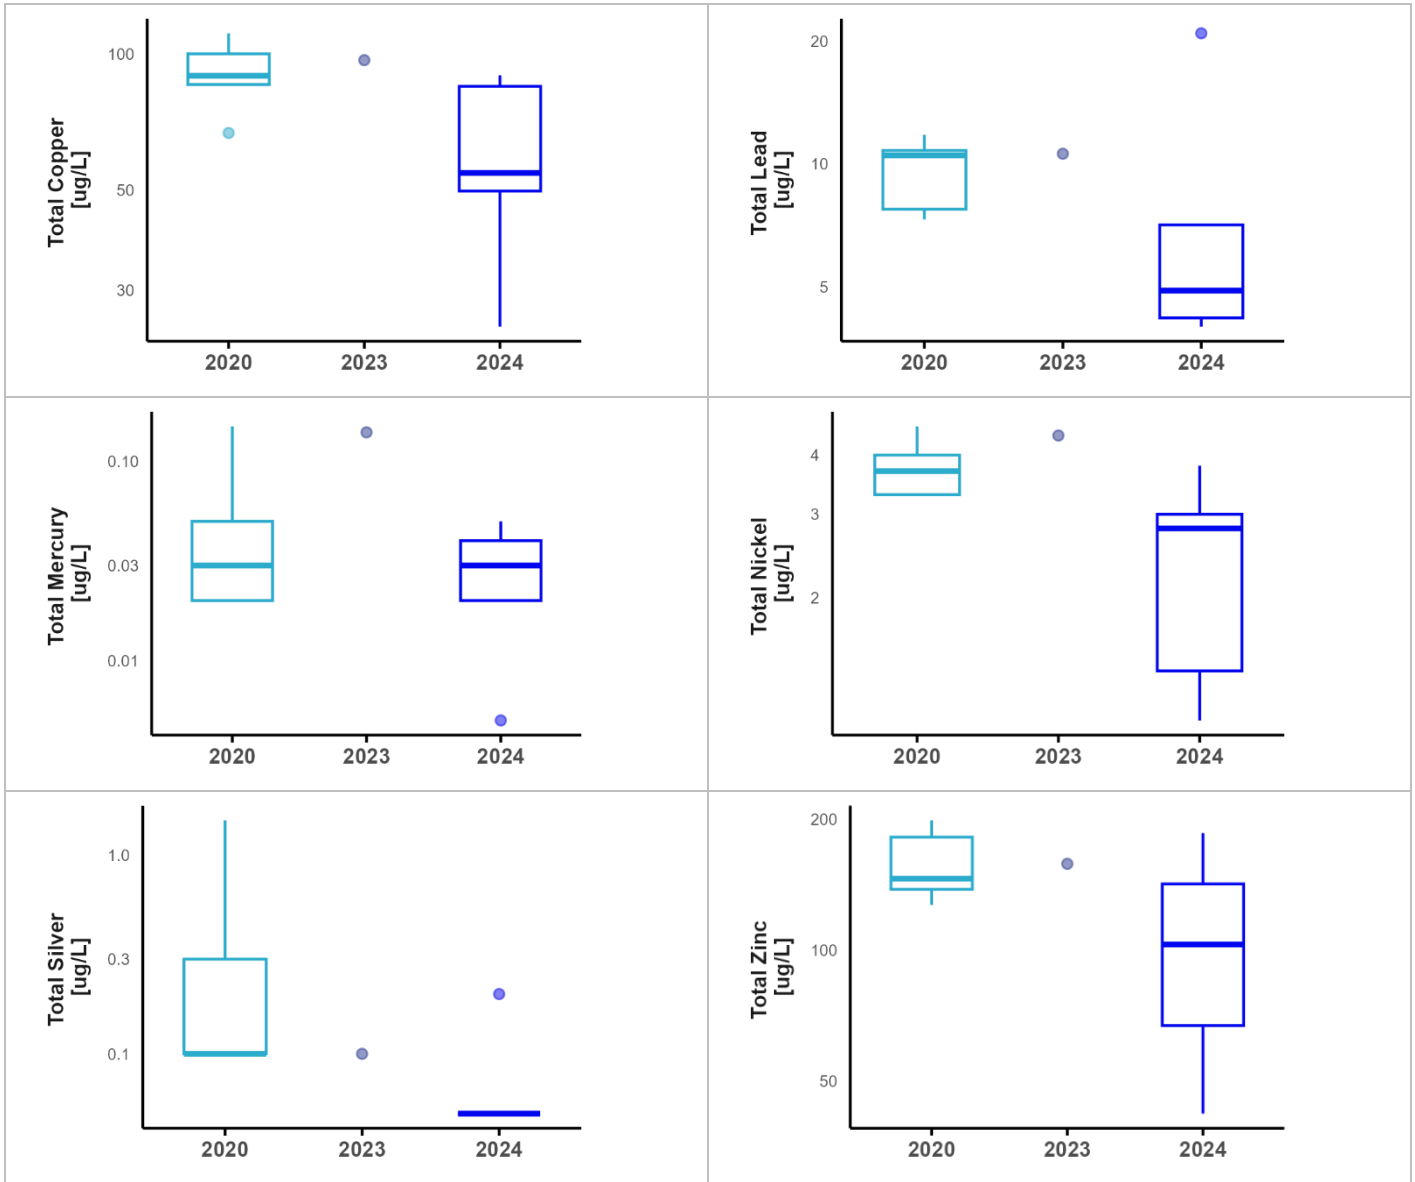 Total Copper
[ug/L]
100
50
30
2020 2023 2024
Total Lead
[ug/L]
20
10
5
2020 2023 2024
Total Mercury
[ug/L]
0.10
0.03
0.01
2020 2023 2024
Total Nickel
[ug/L]
4
3
2
2020 2023 2024
Total Silver
[ug/L]
1.0
0.3
0.1
2020 2023 2024
Total Zinc
[ug/L]
200
100
50
2020 2023 2024